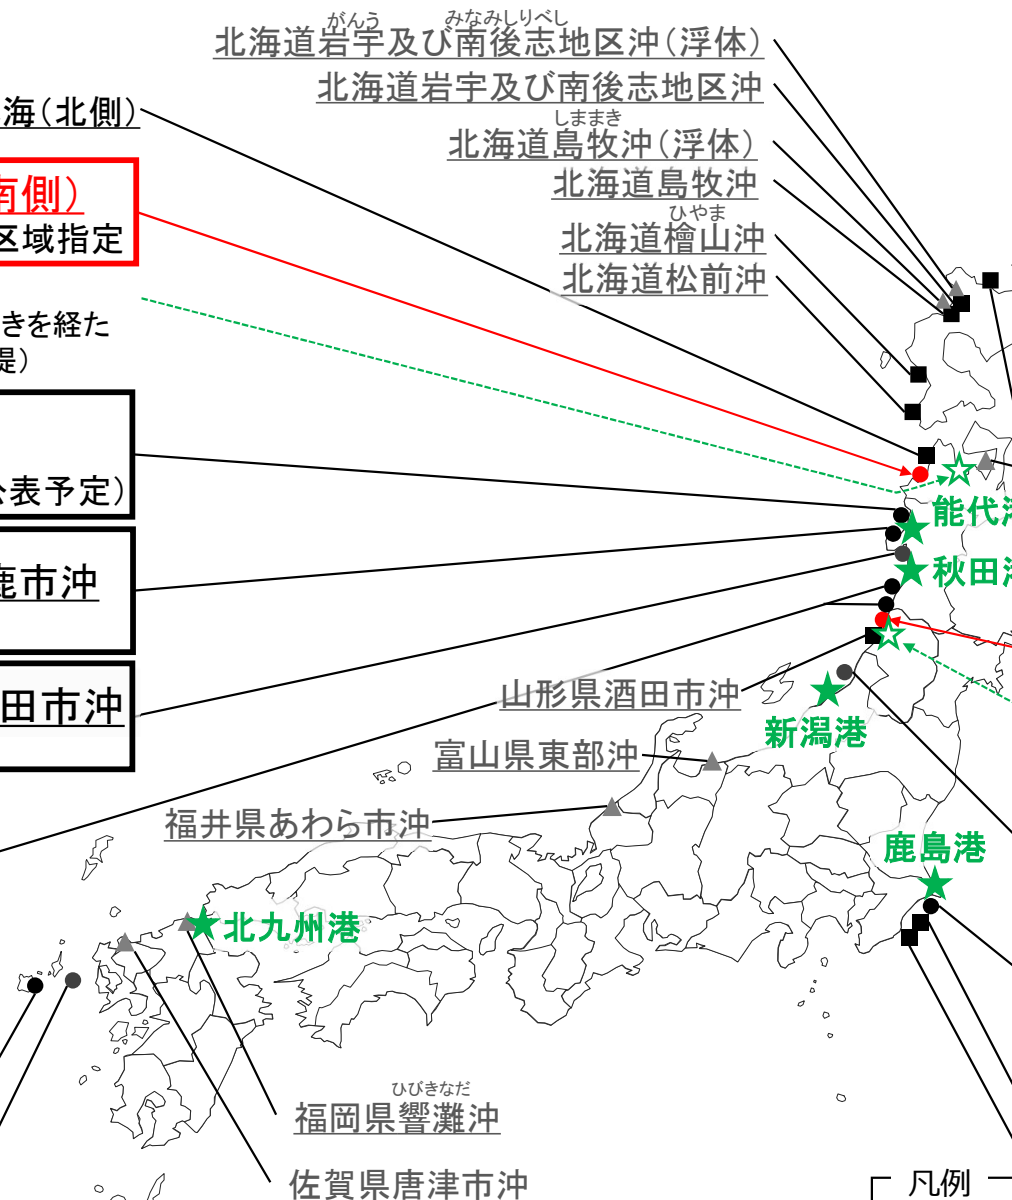 がんう みなみしりべし
北海道岩宇及び南後志地区沖（浮体）
北海道岩宇及び南後志地区沖
しままき
北海道島牧沖（浮体）
北海道島牧沖
ひやま
北海道檜山沖
北海道松前沖
海（北側）
南側）
区域指定
きを経た
提）
公表予定）
鹿市沖
田市沖
能代港
秋田港
山形県酒田市沖
新潟港
富山県東部沖
福井県あわら市沖
鹿島港
北九州港
ひびきなだ
福岡県響灘沖
佐賀県唐津市沖
凡例